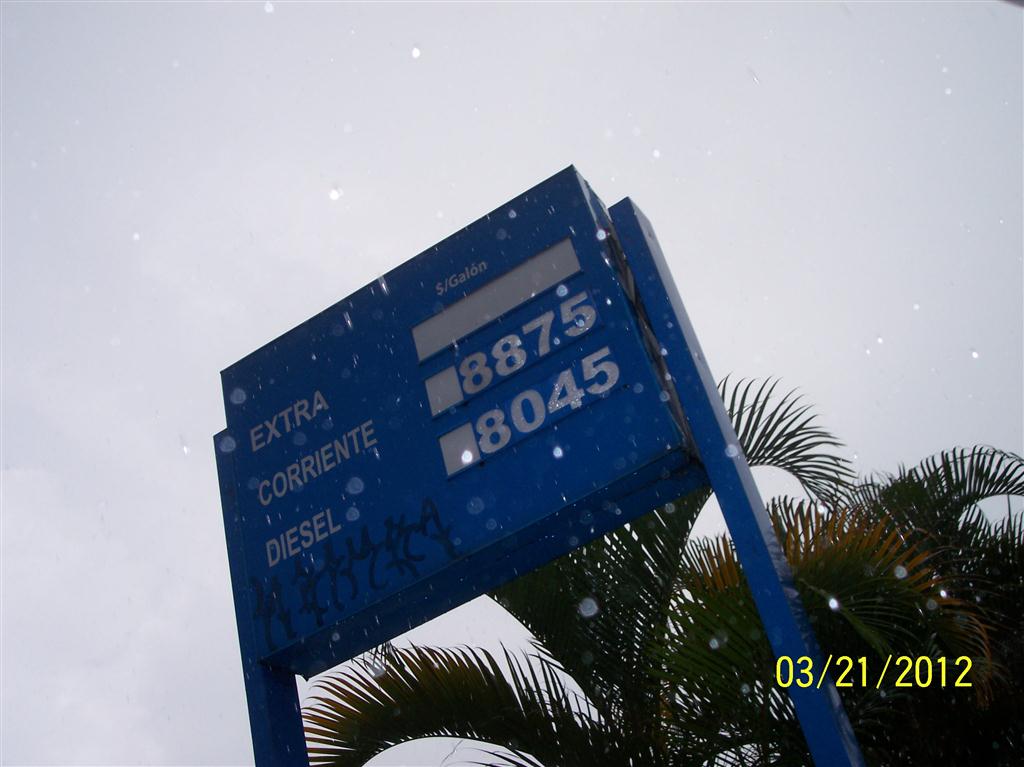 $/Galón
EXTRA
CORRIENTE 8875
DIESEL 8045
03/21/2012